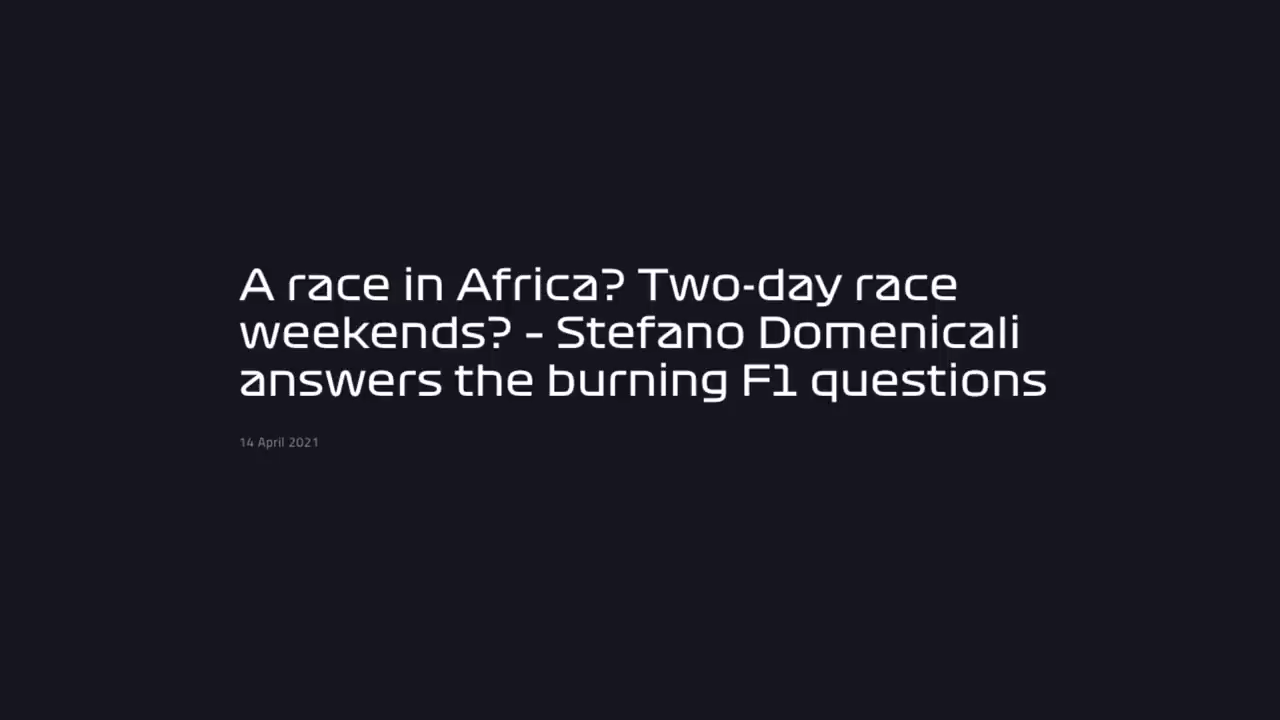 A race in Africa? Two-day race
weekends? – Stefano Domenicali
answers the burning F1 questions
14 April 2021